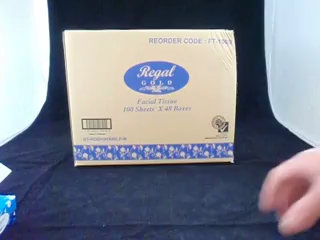 REORDER CODE:
Regal
GOLD
Facial Tissue
100 Sheets X 48 Boxes